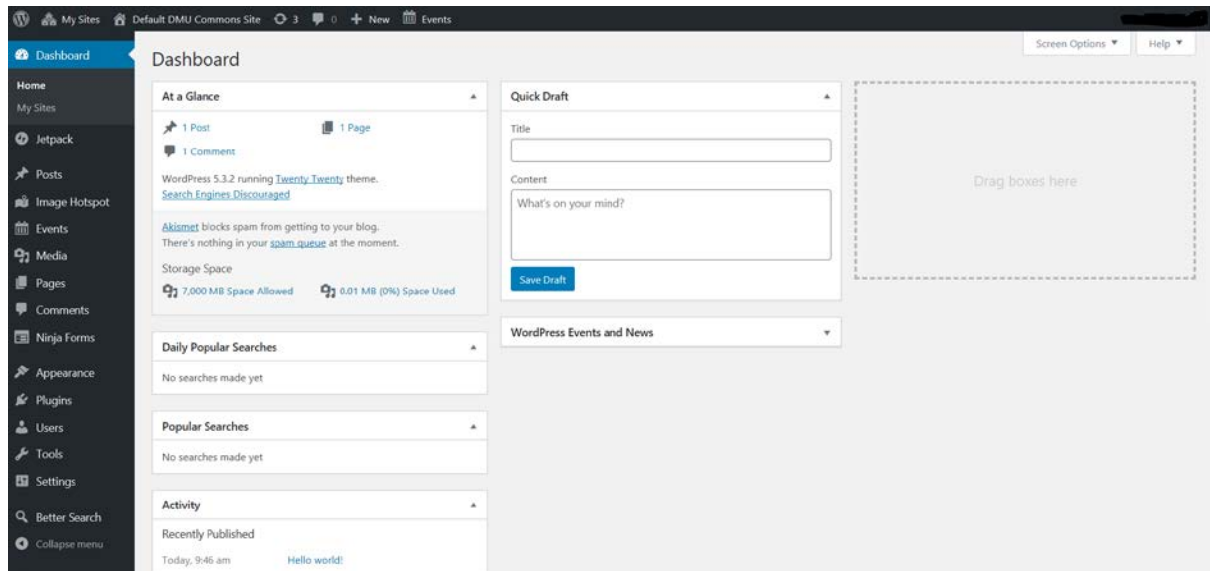 My Sites Default DMU Commons Site 3 0 New Events
Screen Options Help
Dashboard
Home
My Sites
Jetpack
Posts
Image Hotspot
Events
Media
Pages
Comments
Ninja Forms
Appearance
Plugins
Users
Tools
Settings
Better Search
Collapse menu
Dashboard
At a Glance
1 Post 1 Page
1 Comment
WordPress 5.3.2 running Twenty Twenty theme.
Search Engines Discouraged
Akismet blocks spam from getting to your blog.
There's nothing in your spam queue at the moment.
Storage Space
7,000 MB Space Allowed 0.01 MB (0%) Space Used
Daily Popular Searches
No searches made yet
Popular Searches
No searches made yet
Activity
Recently Published
Today, 9:46 am Hello world!
Quick Draft
Title
Content
What's on your mind?
Save Draft
WordPress Events and News
Drag boxes here